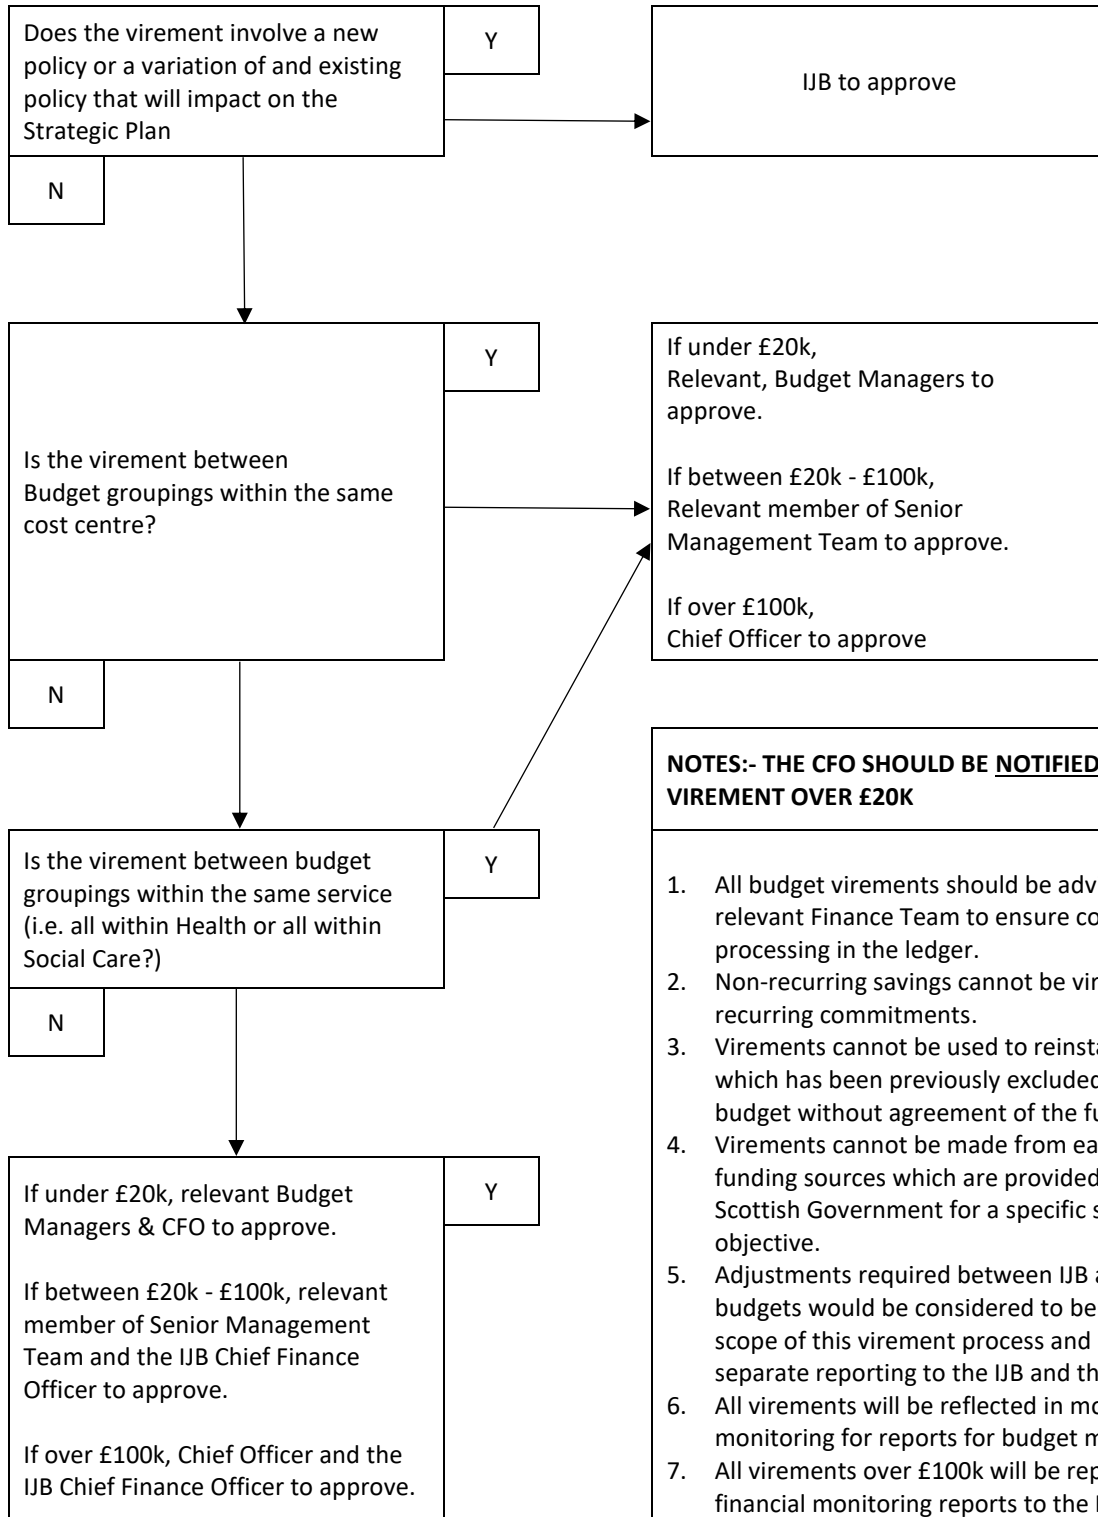 Does the virement involve a new
policy or a variation of and existing
policy that will impact on the
Strategic Plan
Y
IJB to approve
N
Is the virement between
Budget groupings within the same
cost centre?
Y
If under £20k,
Relevant, Budget Managers to
approve.
If between £20k - £100k,
Relevant member of Senior
Management Team to approve.
If over £100k,
Chief Officer to approve
N
Is the virement between budget
groupings within the same service
(i.e. all within Health or all within
Social Care?)
Y
N
If under £20k, relevant Budget
Managers & CFO to approve.
If between £20k - £100k, relevant
member of Senior Management
Team and the IJB Chief Finance
Officer to approve.
If over £100k, Chief Officer and the
IJB Chief Finance Officer to approve.
Y
NOTES:- THE CFO SHOULD BE NOTIFIED
VIREMENT OVER £20K
1. All budget virements should be
relevant Finance Team to ensure
processing in the ledger.
2. Non-recurring savings cannot be
recurring commitments.
3. Virements cannot be used to
which has been previously excluded
budget without agreement of the
4. Virements cannot be made from
funding sources which are provided
Scottish Government for a specific
objective.
5. Adjustments required between IJB
budgets would be considered to be
scope of this virement process and
separate reporting to the IJB and
6. All virements will be reflected in
monitoring for reports for budget
7. All virements over £100k will be
financial monitoring reports to the